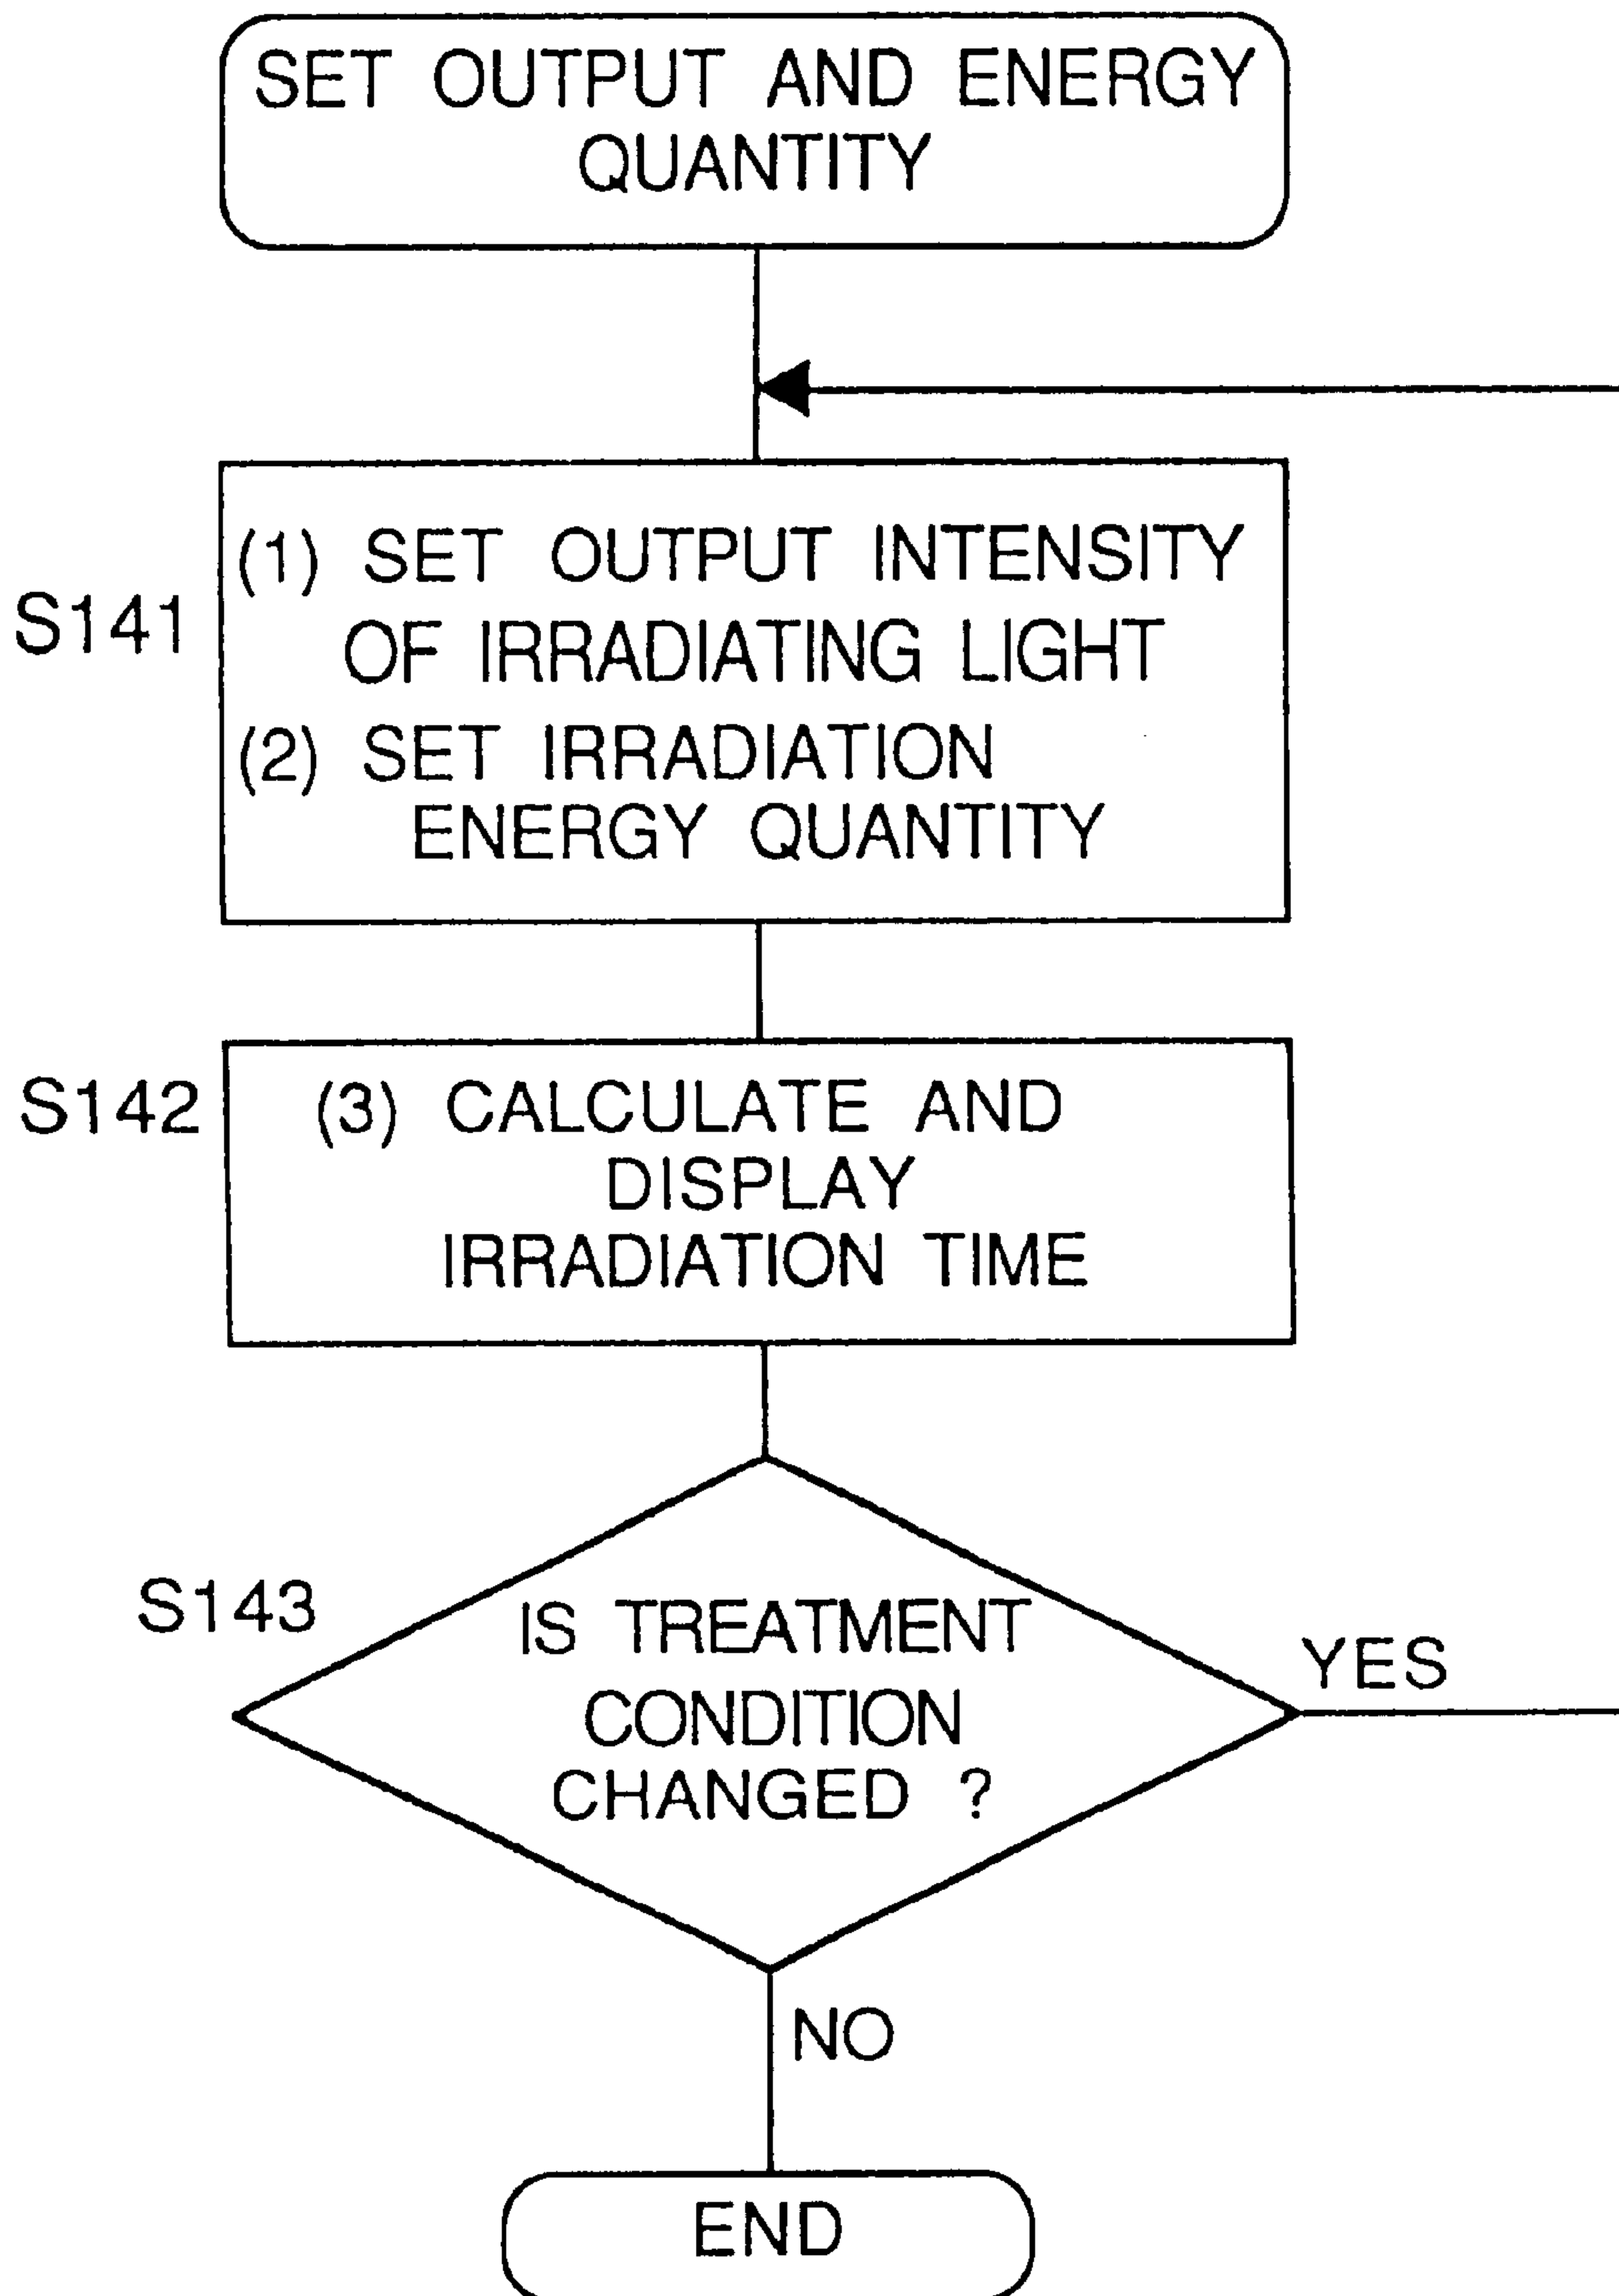 SET OUTPUT AND ENERGY
QUANTITY
S141
(1) SET OUTPUT INTENSITY
OF IRRADIATING LIGHT
(2) SET IRRADIATION
ENERGY QUANTITY
S142
(3) CALCULATE AND
DISPLAY
IRRADIATION TIME
S143
IS TREATMENT
CONDITION
CHANGED ?
YES
NO
END